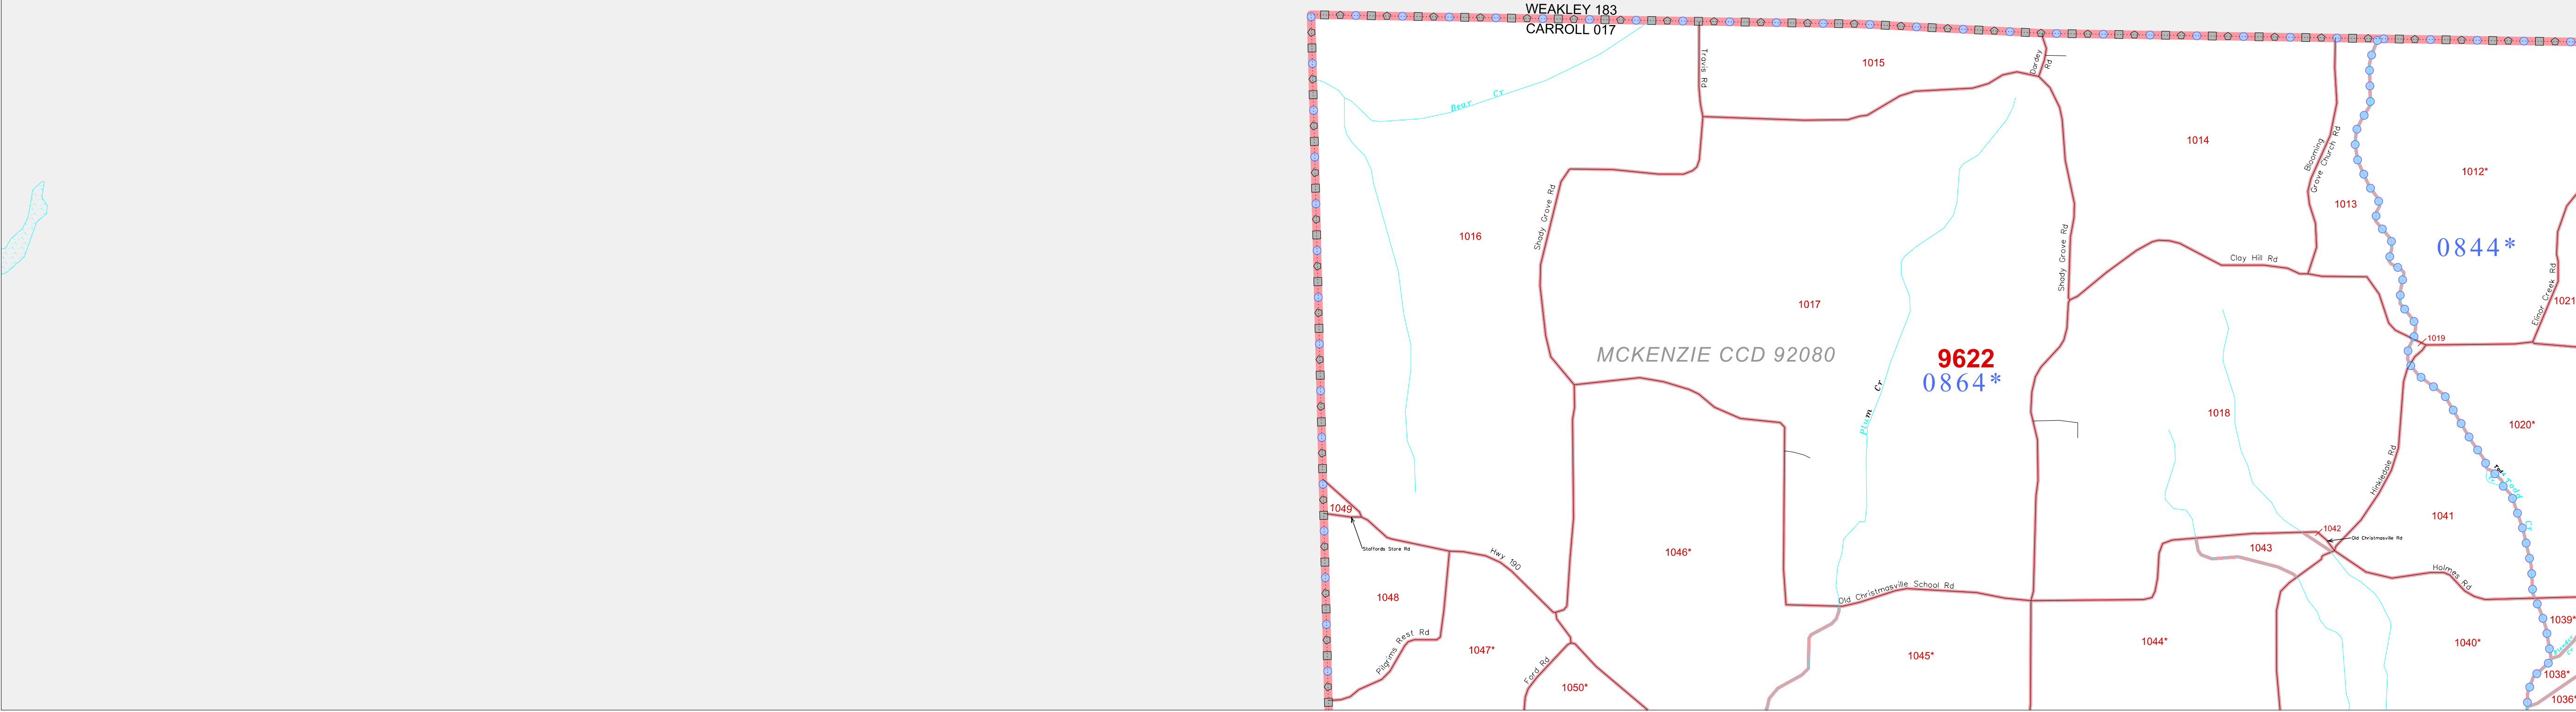 WEAKLEY 183
CARROLL 017
Travis Rd
1015
Dardey
Rd
Bear Cr
1014
Blooming
Grove Church Rd
1012*
1013
Shady Grove Rd
1016
Shady Grove Rd
0844*
Clay Hill Rd
Elinor Creek Rd
1021
1017
1019
MCKENZIE CCD 92080
9622
0864*
Plum Cr
1018
1020*
Hinkledale Rd
Todd
1049
Staffords Store Rd
1041
Cr
1042
Old Christmasville Rd
1046*
Hwy 190
1043
Holmes Rd
Old Christmasville School Rd
1048
1039*
Pilgrims Rest Rd
1047*
1045*
1044*
1040*
Ford Rd
1050*
1038*
1036*